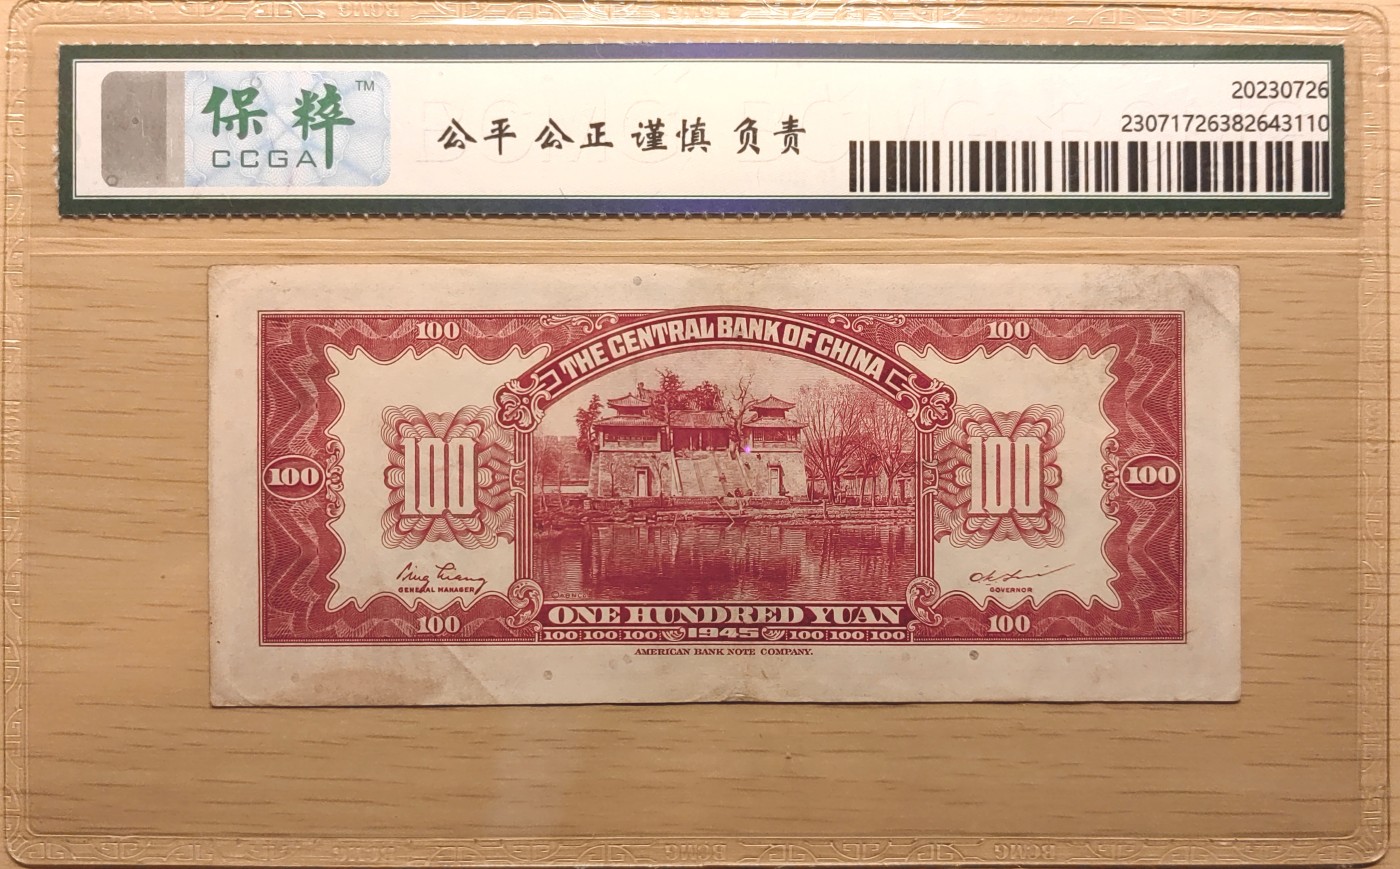 保粹 TM
CCGA
公平 公正 谨慎 负责
20230726
23071726382643110
THE CENTRAL BANK OF CHINA
100 100
100 100 100 100
GENERAL MANAGER GOVERNOR
100 100
ONE HUNDRED YUAN
100 100 100 1945 100 100 100
AMERICAN BANK NOTE COMPANY.